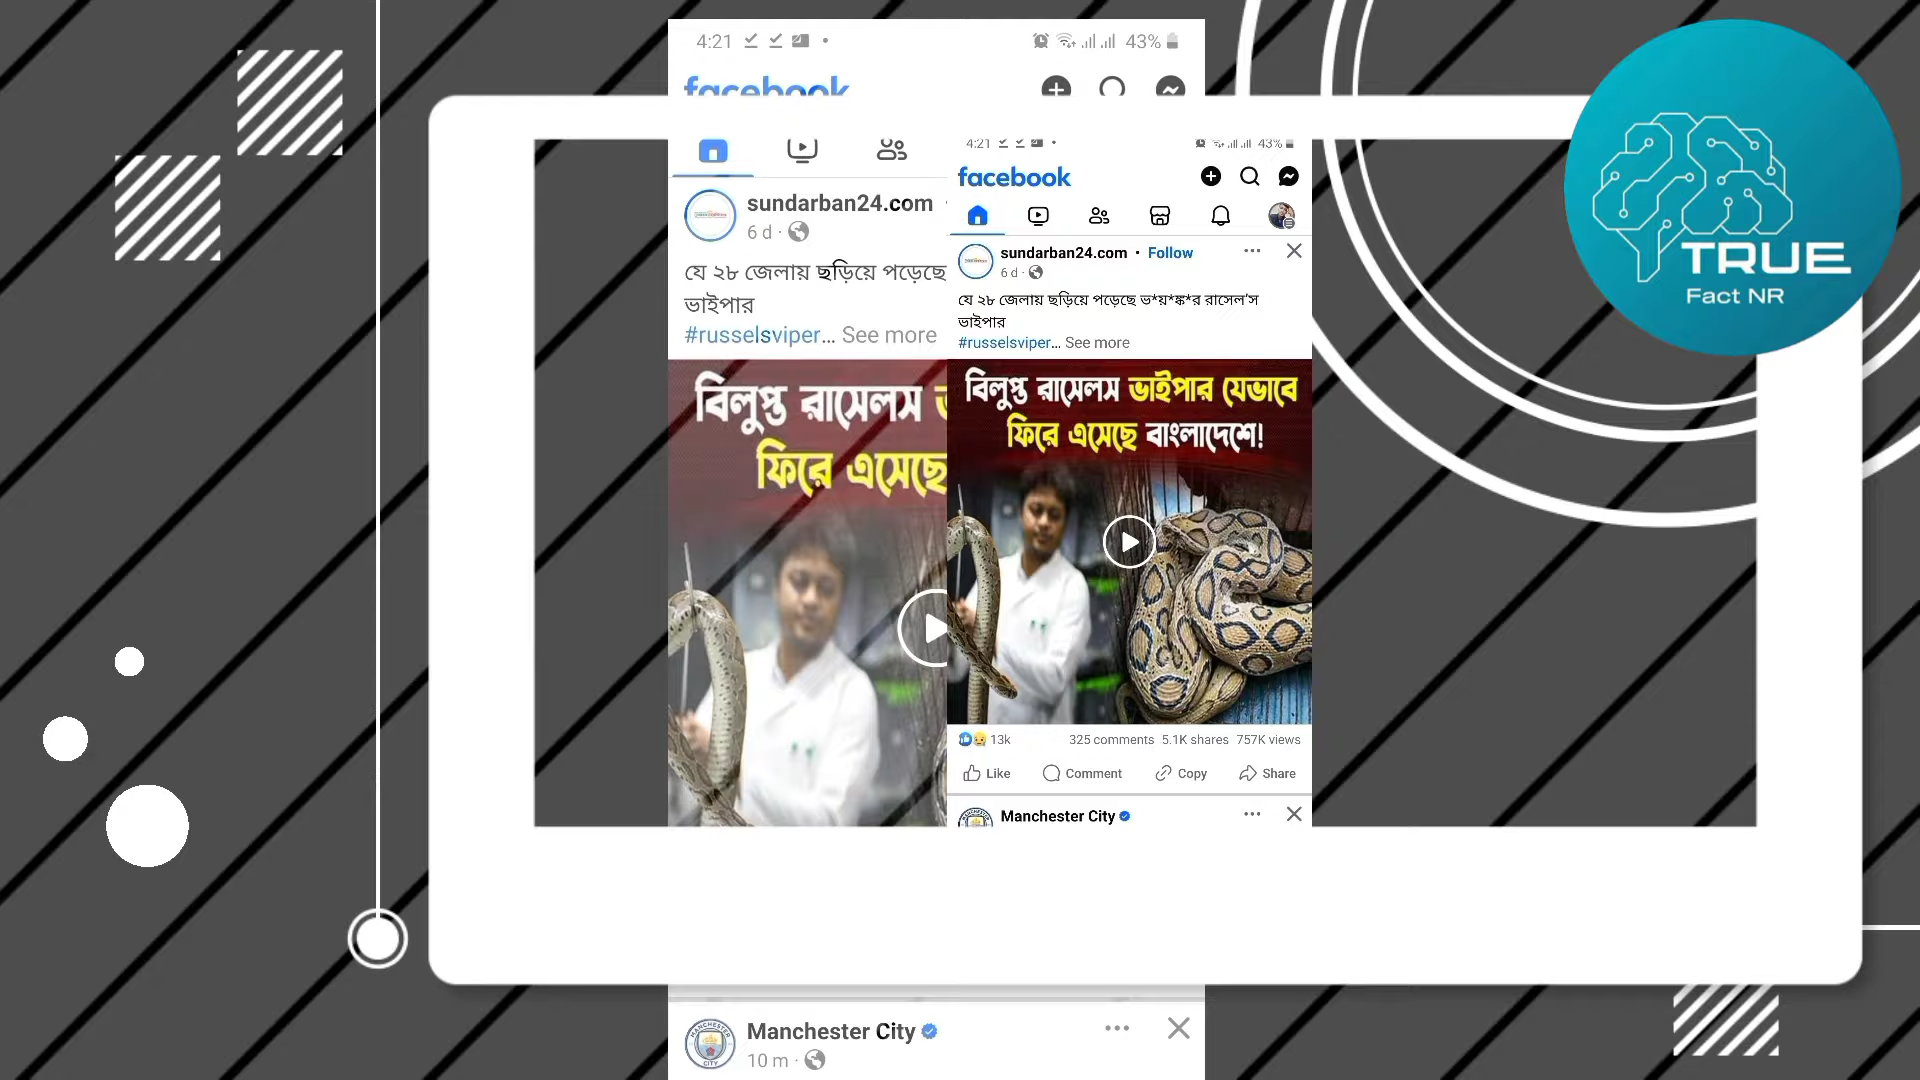 4:21
43%
facebook
sundarban24.com
6 d ·
যে ২৮ জেলায় ছড়িয়ে পড়েছে
ভাইপার
#russelsviper... See more
বিলুপ্ত রাসেলস
ফিরে এসেছে
4:21
43%
facebook
sundarban24.com • Follow
6 d ·
যে ২৮ জেলায় ছড়িয়ে পড়েছে ভ*য়*ঙ্ক*র রাসেল'স
ভাইপার
#russelsviper... See more
বিলুপ্ত রাসেলস ভাইপার যেভাবে
ফিরে এসেছে বাংলাদেশে!
13k 325 comments 5.1K shares 757K views
Like Comment Copy Share
Manchester City
TRUE
Fact NR
Manchester City
10 m ·